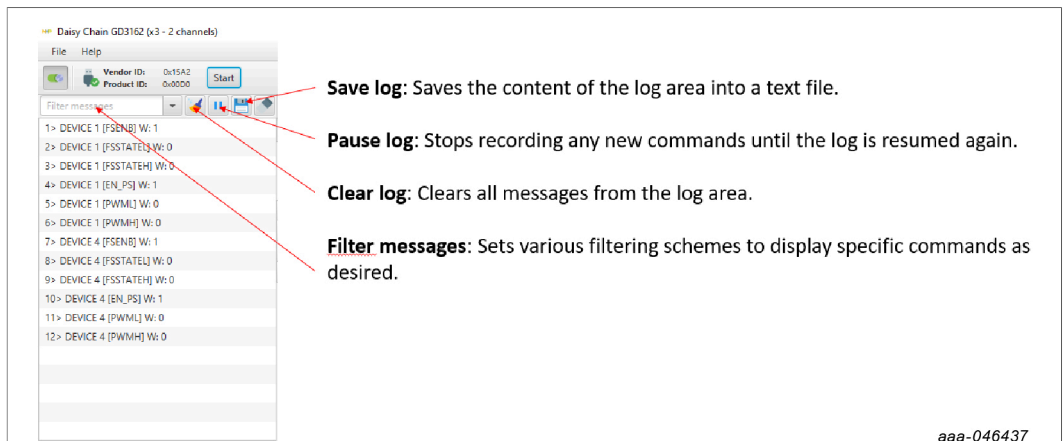 Daisy Chain GD3162 (x3 - 2 channels)
File Help
Vendor ID: 0x15A2
Product ID: 0x00D0
Start
Filter messages
1> DEVICE 1 [FSENB] W: 1
2> DEVICE 1 [FSSTATEL] W: 0
3> DEVICE 1 [FSSTATEH] W: 0
4> DEVICE 1 [EN_PS] W: 1
5> DEVICE 1 [PWML] W: 0
6> DEVICE 1 [PWMH] W: 0
7> DEVICE 4 [FSENB] W: 1
8> DEVICE 4 [FSSTATEL] W: 0
9> DEVICE 4 [FSSTATEH] W: 0
10> DEVICE 4 [EN_PS] W: 1
11> DEVICE 4 [PWML] W: 0
12> DEVICE 4 [PWMH] W: 0
Save log: Saves the content of the log area into a text file.
Pause log: Stops recording any new commands until the log is resumed again.
Clear log: Clears all messages from the log area.
Filter messages: Sets various filtering schemes to display specific commands as
desired.
aaa-046437